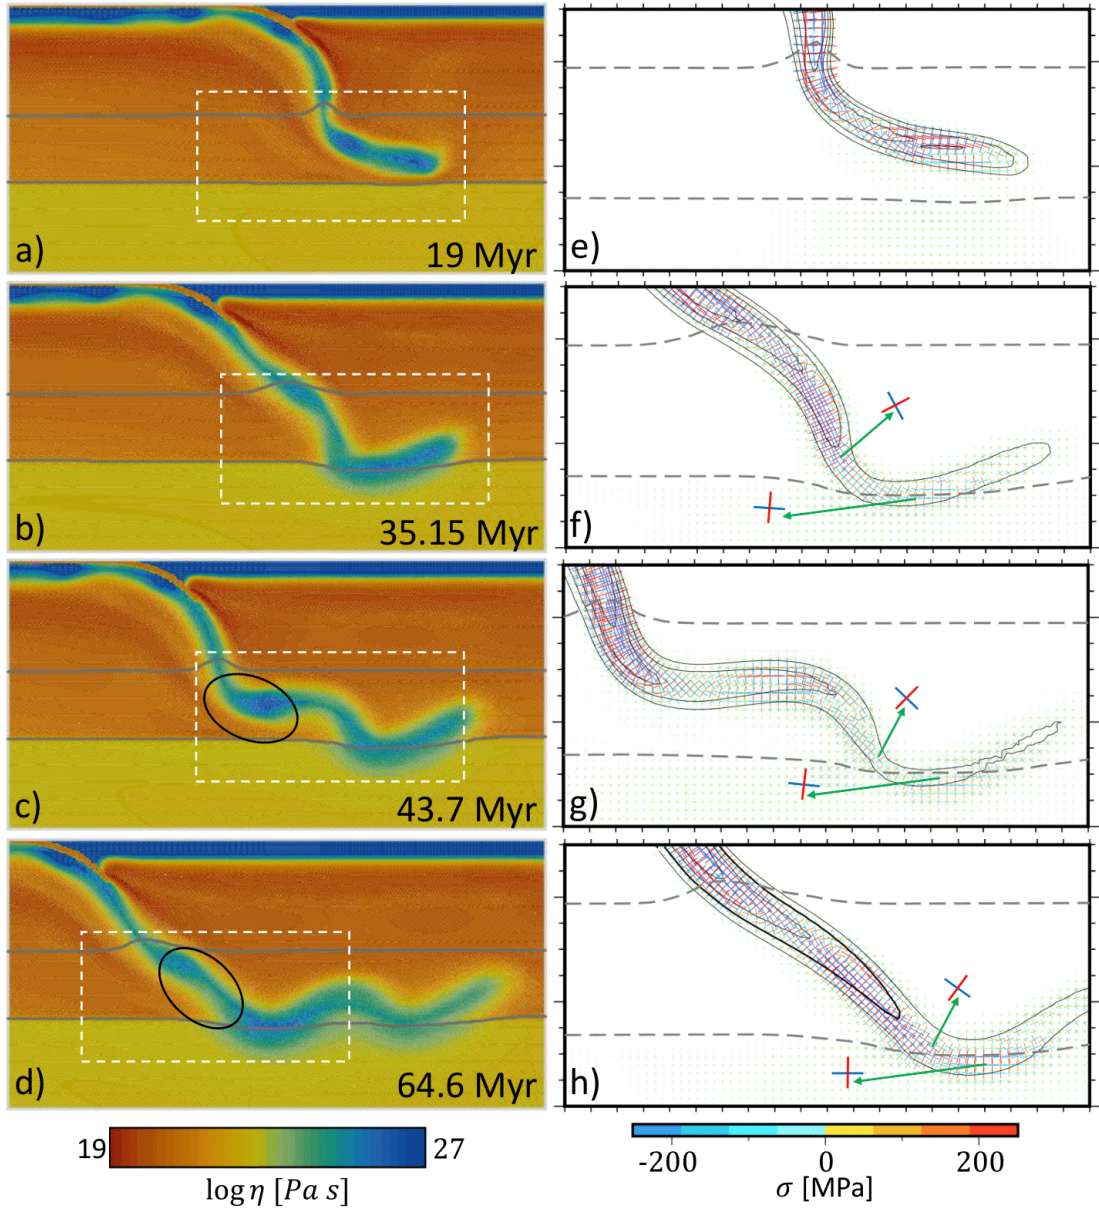 a)
19 Myr
e)
b)
35.15 Myr
f)
c)
43.7 Myr
g)
d)
64.6 Myr
h)
19
27
log η [Pa s]
-200
0
200
σ [MPa]